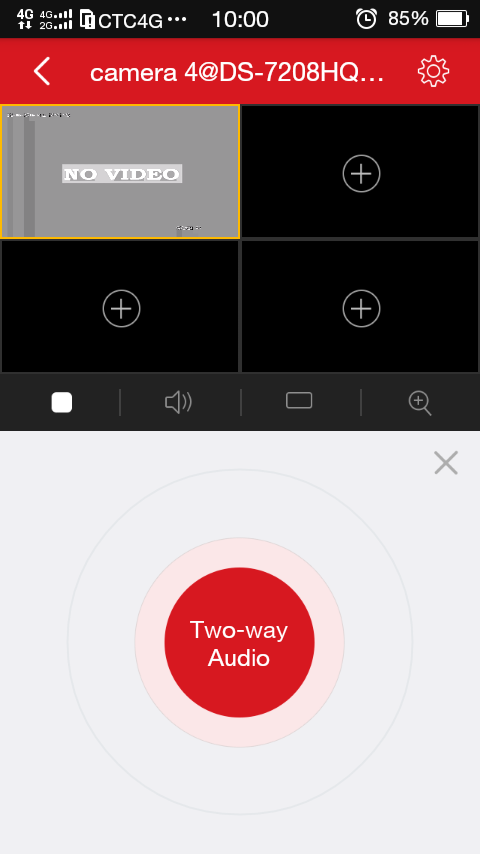 4G 4G 2G CTC4G ••• 10:00 85%
camera 4@DS-7208HQ...
NO VIDEO
Two-way
Audio